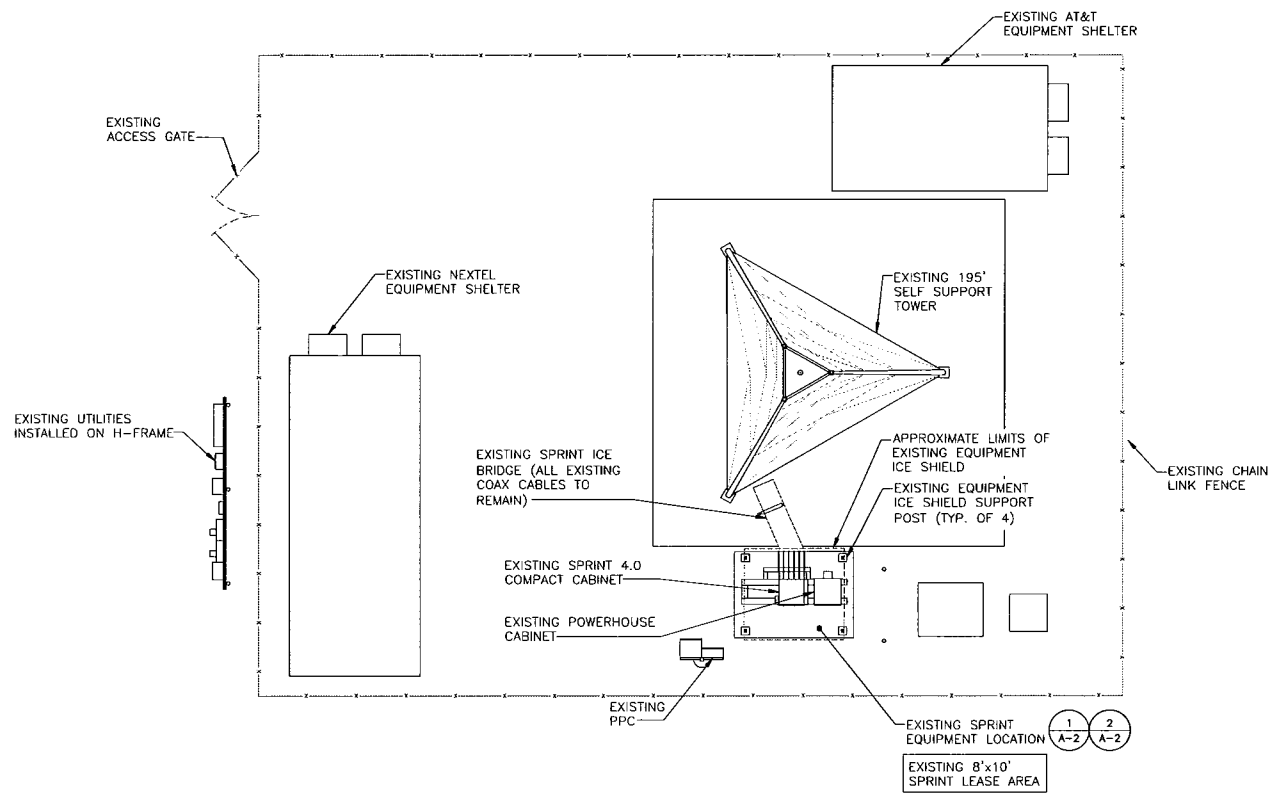 EXISTING AT&T
EQUIPMENT SHELTER
EXISTING
ACCESS GATE
EXISTING NEXTEL
EQUIPMENT SHELTER
EXISTING 195'
SELF SUPPORT
TOWER
EXISTING UTILITIES
INSTALLED ON H-FRAME
EXISTING SPRINT ICE
BRIDGE (ALL EXISTING
COAX CABLES TO
REMAIN)
APPROXIMATE LIMITS OF
EXISTING EQUIPMENT
ICE SHIELD
EXISTING CHAIN
LINK FENCE
EXISTING EQUIPMENT
ICE SHIELD SUPPORT
POST (TYP. OF 4)
EXISTING SPRINT 4.0
COMPACT CABINET
EXISTING POWERHOUSE
CABINET
EXISTING
PPC
EXISTING SPRINT
EQUIPMENT LOCATION
1
A-2
2
A-2
EXISTING 8'x10'
SPRINT LEASE AREA